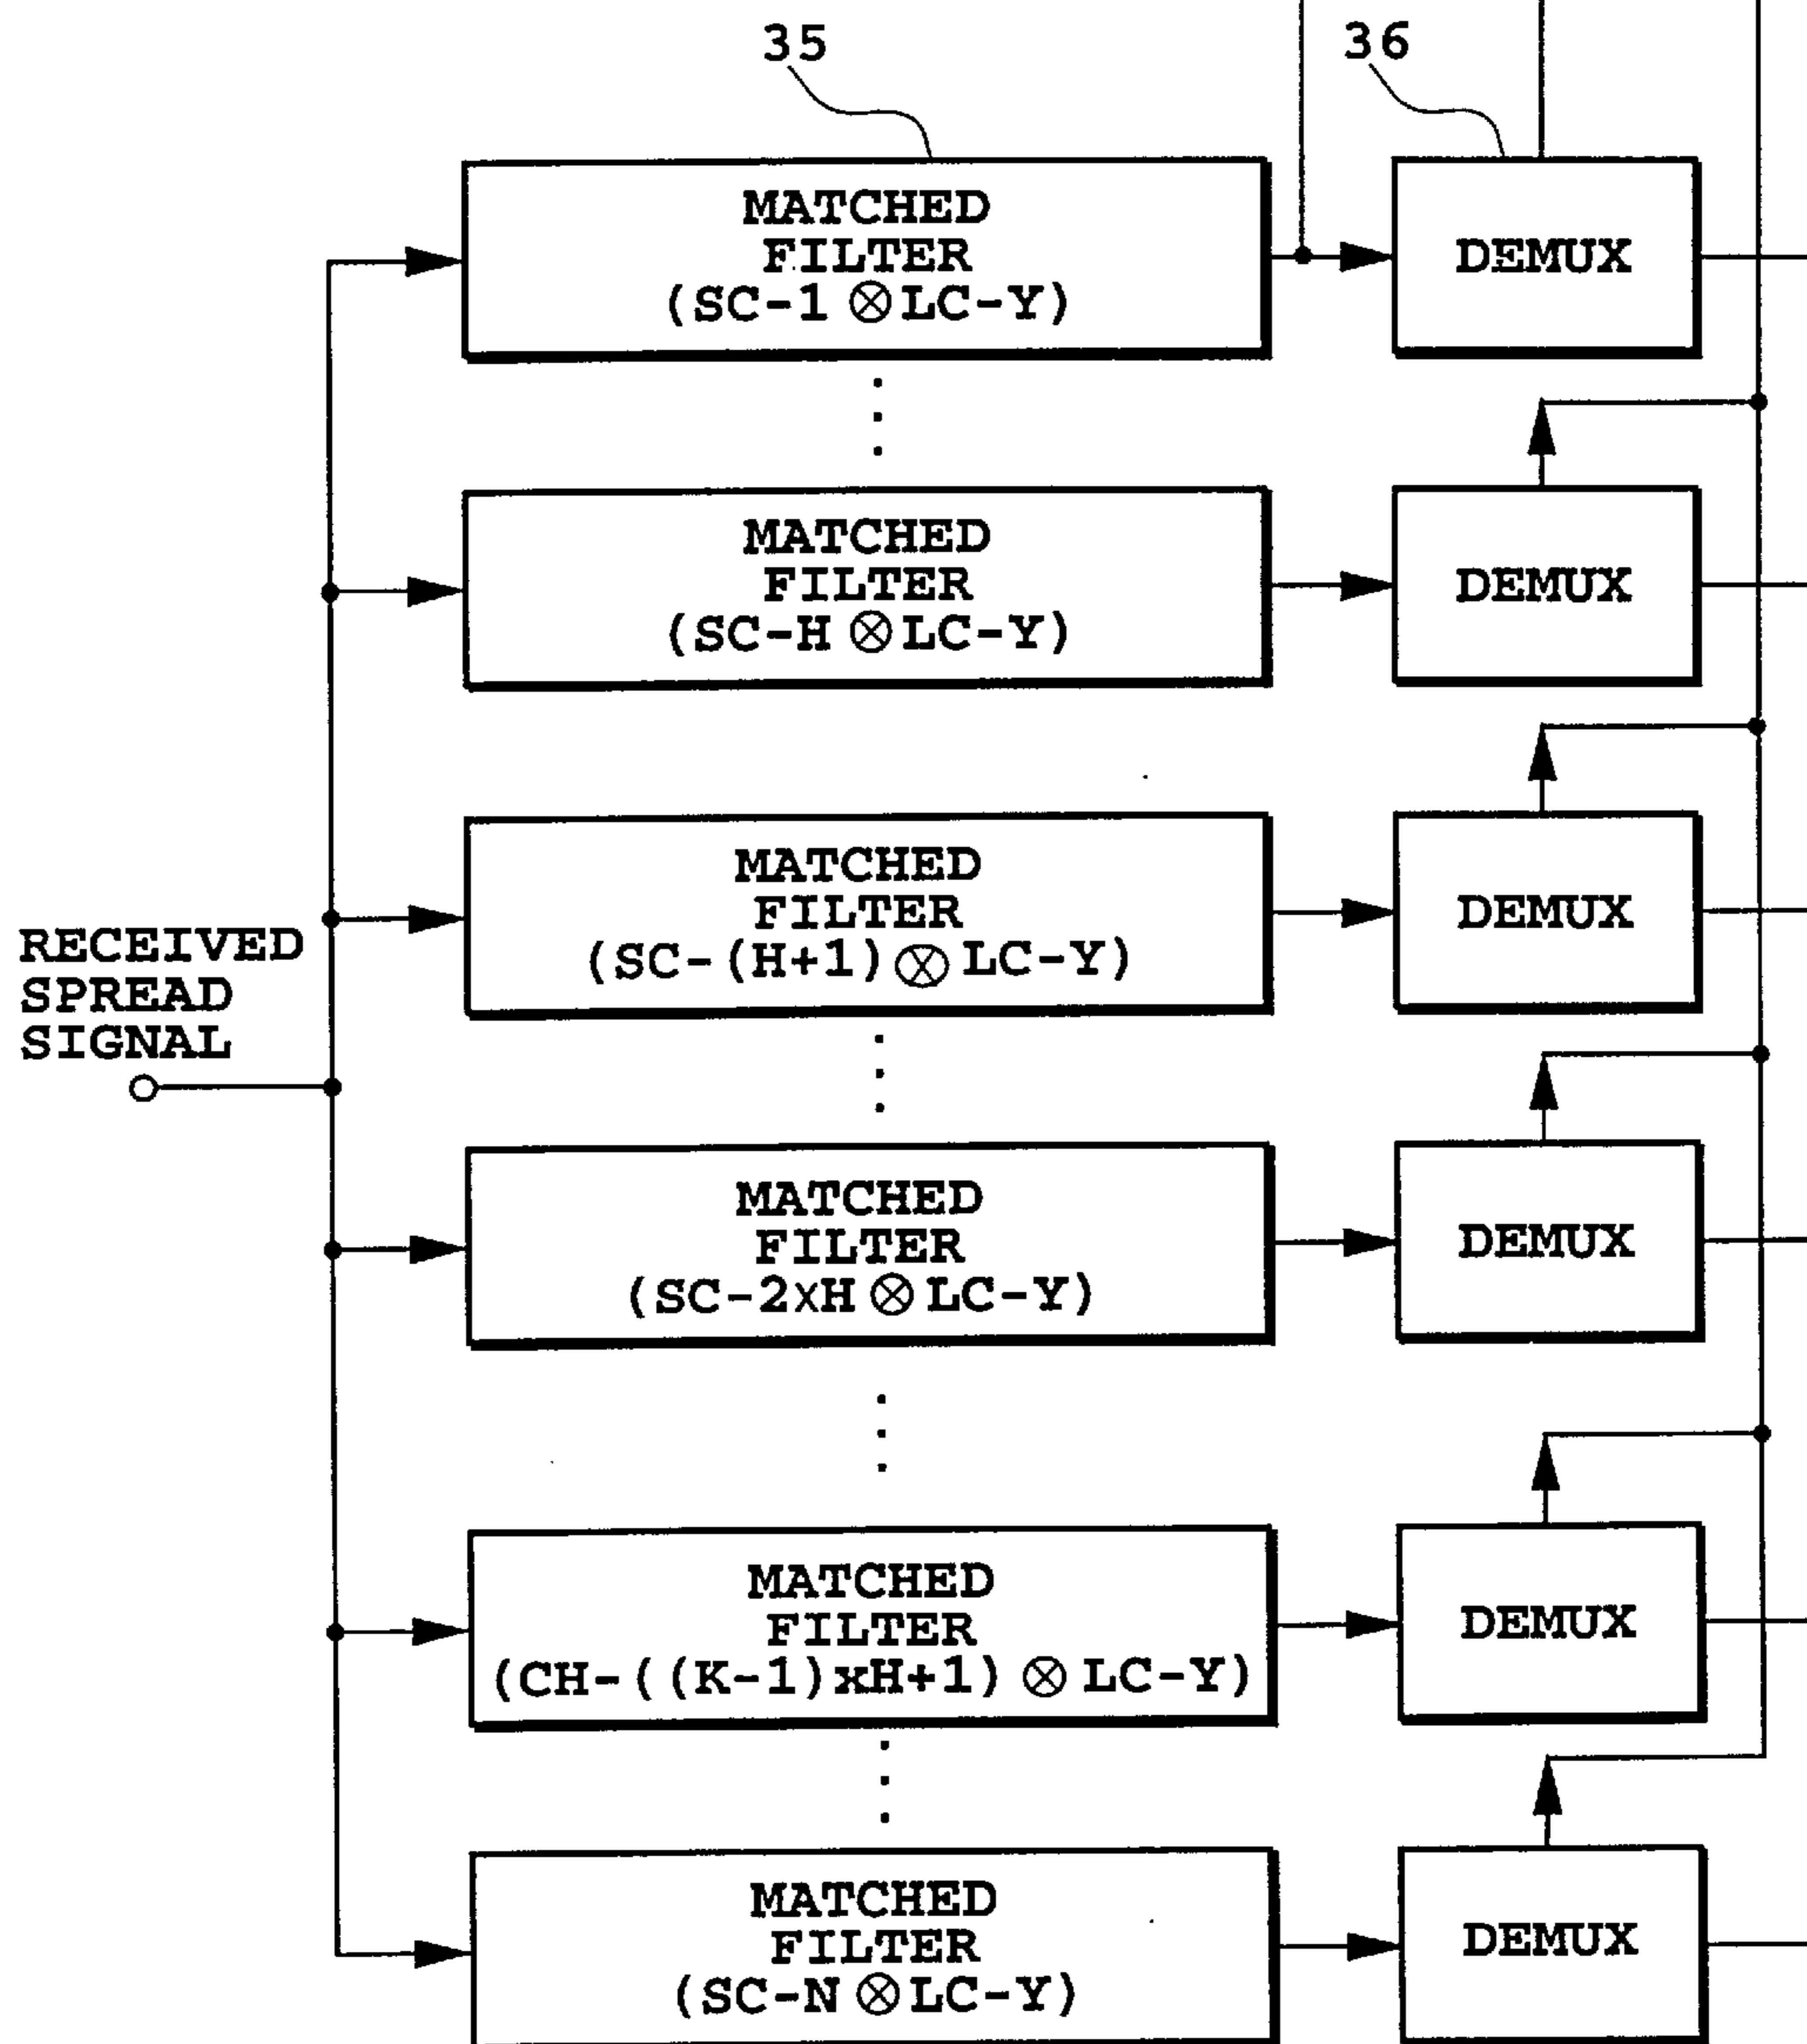 35
36
MATCHED
FILTER
(SC-1 ⊗ LC-Y)
DEMUX
MATCHED
FILTER
(SC-H ⊗ LC-Y)
DEMUX
MATCHED
FILTER
(SC-(H+1) ⊗ LC-Y)
DEMUX
RECEIVED
SPREAD
SIGNAL
MATCHED
FILTER
(SC-2xH ⊗ LC-Y)
DEMUX
MATCHED
FILTER
(CH-((K-1)xH+1) ⊗ LC-Y)
DEMUX
MATCHED
FILTER
(SC-N ⊗ LC-Y)
DEMUX